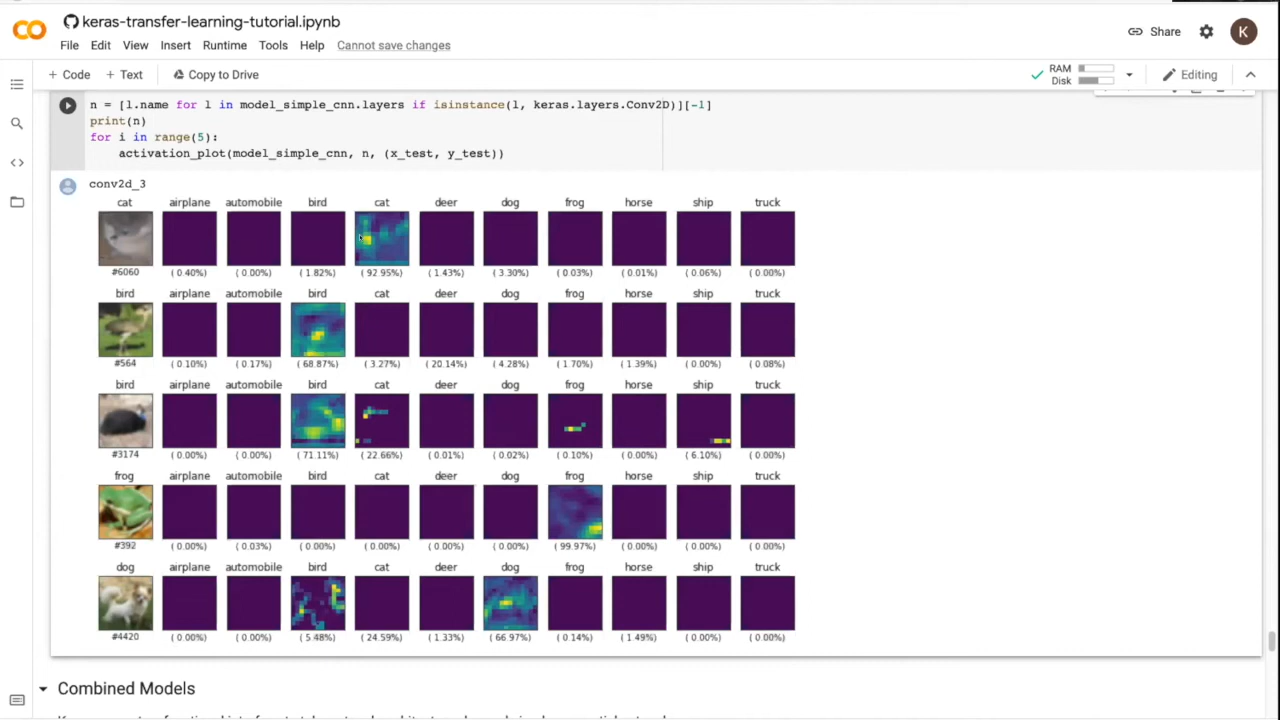 keras-transfer-learning-tutorial.ipynb
Share
K
File Edit View Insert Runtime Tools Help Cannot save changes
+ Code + Text Copy to Drive
RAM
Disk
Editing
n = [l.name for l in model_simple_cnn.layers if isinstance(l, keras.layers.Conv2D)][-1]
print(n)
for i in range(5):
activation_plot(model_simple_cnn, n, (x_test, y_test))
conv2d_3
cat airplane automobile bird cat deer dog frog horse ship truck
#6060 ( 0.40%) ( 0.00%) ( 1.82%) ( 92.95%) ( 1.43%) ( 3.30%) ( 0.03%) ( 0.01%) ( 0.06%) ( 0.00%)
bird airplane automobile bird cat deer dog frog horse ship truck
#564 ( 0.10%) ( 0.17%) ( 68.87%) ( 3.27%) ( 20.14%) ( 4.28%) ( 1.70%) ( 1.39%) ( 0.00%) ( 0.08%)
bird airplane automobile bird cat deer dog frog horse ship truck
#3174 ( 0.00%) ( 0.00%) ( 71.11%) ( 22.66%) ( 0.01%) ( 0.02%) ( 0.10%) ( 0.00%) ( 6.10%) ( 0.00%)
frog airplane automobile bird cat deer dog frog horse ship truck
#392 ( 0.00%) ( 0.03%) ( 0.00%) ( 0.00%) ( 0.00%) ( 0.00%) ( 99.97%) ( 0.00%) ( 0.00%) ( 0.00%)
dog airplane automobile bird cat deer dog frog horse ship truck
#4420 ( 0.00%) ( 0.00%) ( 5.48%) ( 24.59%) ( 1.33%) ( 66.97%) ( 0.14%) ( 1.49%) ( 0.00%) ( 0.00%)
Combined Models